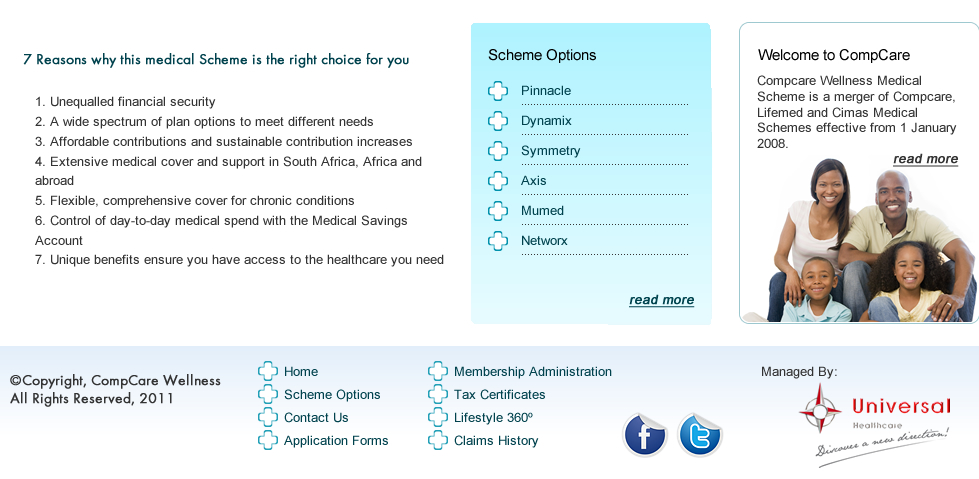 7 Reasons why this medical Scheme is the right choice for you
1. Unequalled financial security
2. A wide spectrum of plan options to meet different needs
3. Affordable contributions and sustainable contribution increases
4. Extensive medical cover and support in South Africa, Africa and
abroad
5. Flexible, comprehensive cover for chronic conditions
6. Control of day-to-day medical spend with the Medical Savings
Account
7. Unique benefits ensure you have access to the healthcare you need
Scheme Options
Pinnacle
Dynamix
Symmetry
Axis
Mumed
Networx
read more
Welcome to CompCare
Compcare Wellness Medical
Scheme is a merger of Compcare,
Lifemed and Cimas Medical
Schemes effective from 1 January
2008.
read more
©Copyright, CompCare Wellness
All Rights Reserved, 2011
Home
Scheme Options
Contact Us
Application Forms
Membership Administration
Tax Certificates
Lifestyle 360º
Claims History
f
t
Managed By:
Universal
Healthcare
Discover a new direction!